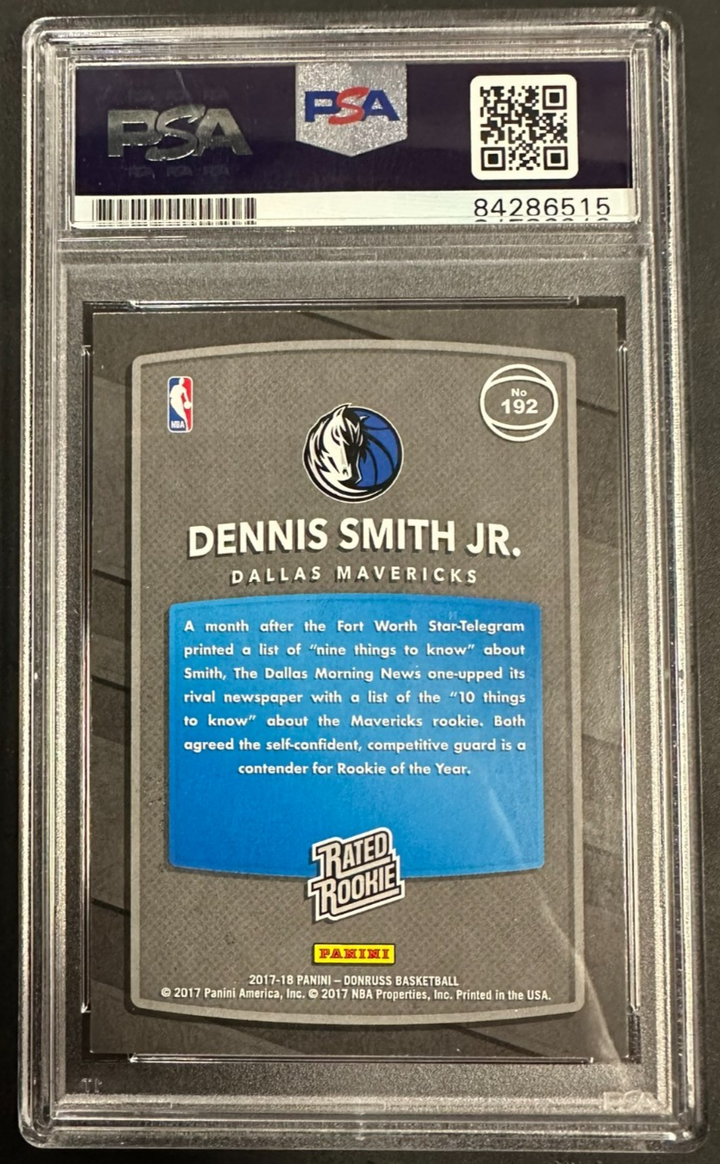 PSA
PSA
84286515
NBA
No
192
DENNIS SMITH JR.
DALLAS MAVERICKS
A month after the Fort Worth Star-Telegram
printed a list of “nine things to know” about
Smith, The Dallas Morning News one-upped its
rival newspaper with a list of the “10 things
to know” about the Mavericks rookie. Both
agreed the self-confident, competitive guard is a
contender for Rookie of the Year.
RATED
ROOKIE
PANINI
2017-18 PANINI – DONRUSS BASKETBALL
© 2017 Panini America, Inc. © 2017 NBA Properties, Inc. Printed in the USA.